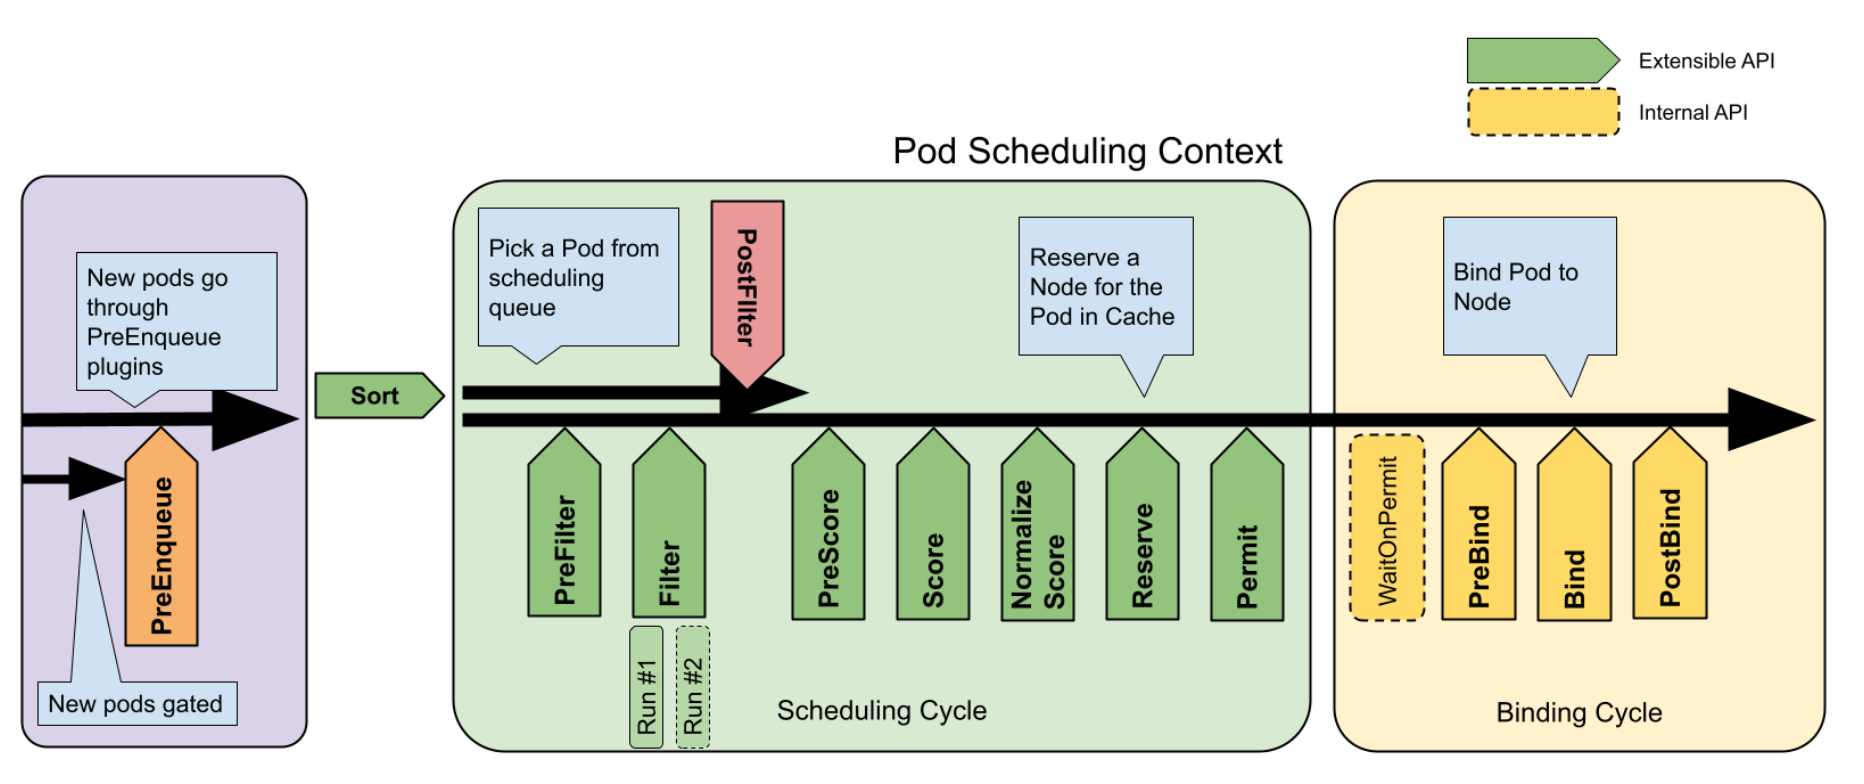 Extensible API
Internal API
Pod Scheduling Context
New pods go
through
PreEnqueue
plugins
PreEnqueue
New pods gated
Sort
Pick a Pod from
scheduling
queue
PostFIlter
Reserve a
Node for the
Pod in Cache
PreFilter
Filter
Run #1
Run #2
PreScore
Score
Normalize
Score
Reserve
Permit
Scheduling Cycle
Bind Pod to
Node
WaitOnPermit
PreBind
Bind
PostBind
Binding Cycle